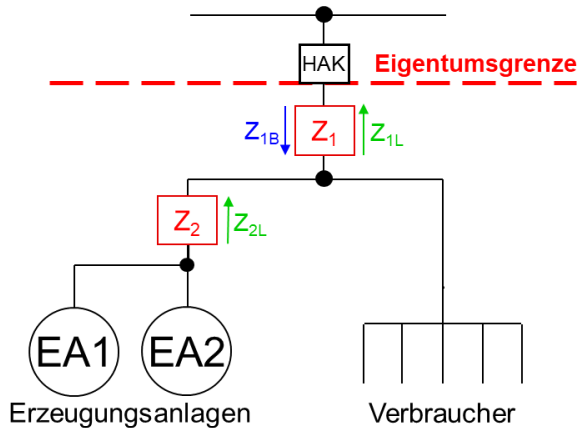 HAK
Eigentumsgrenze
Z1B
Z1
Z1L
Z2
Z2L
EA1
EA2
Erzeugungsanlagen
Verbraucher